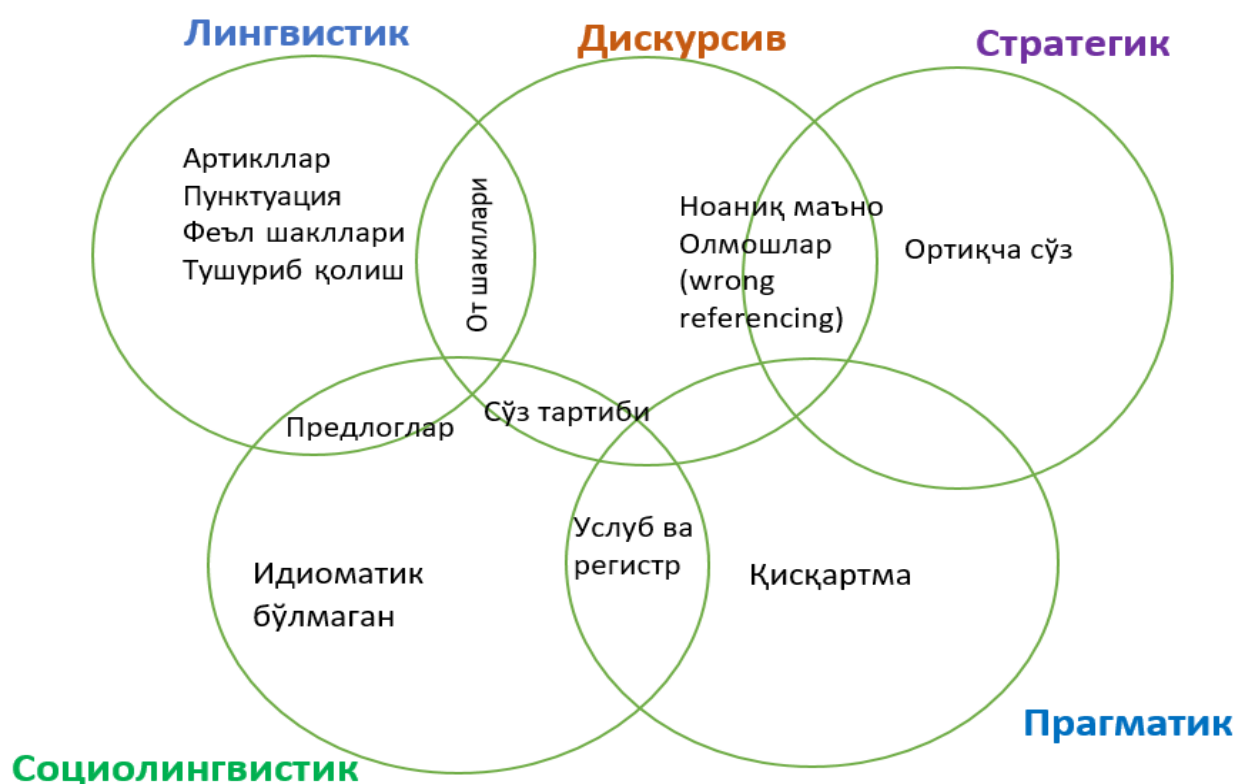 Лингвистик
Дискурсив
Стратегик
Артикллар
Пунктуация
Феъл шакллари
Тушуриб қолиш
От шакллари
Ноаниқ маъно
Олмошлар
(wrong
referencing)
Ортиқча сўз
Предлоглар
Сўз тартиби
Услуб ва
регистр
Идиоматик
бўлмаган
Қисқартма
Прагматик
Социолингвистик